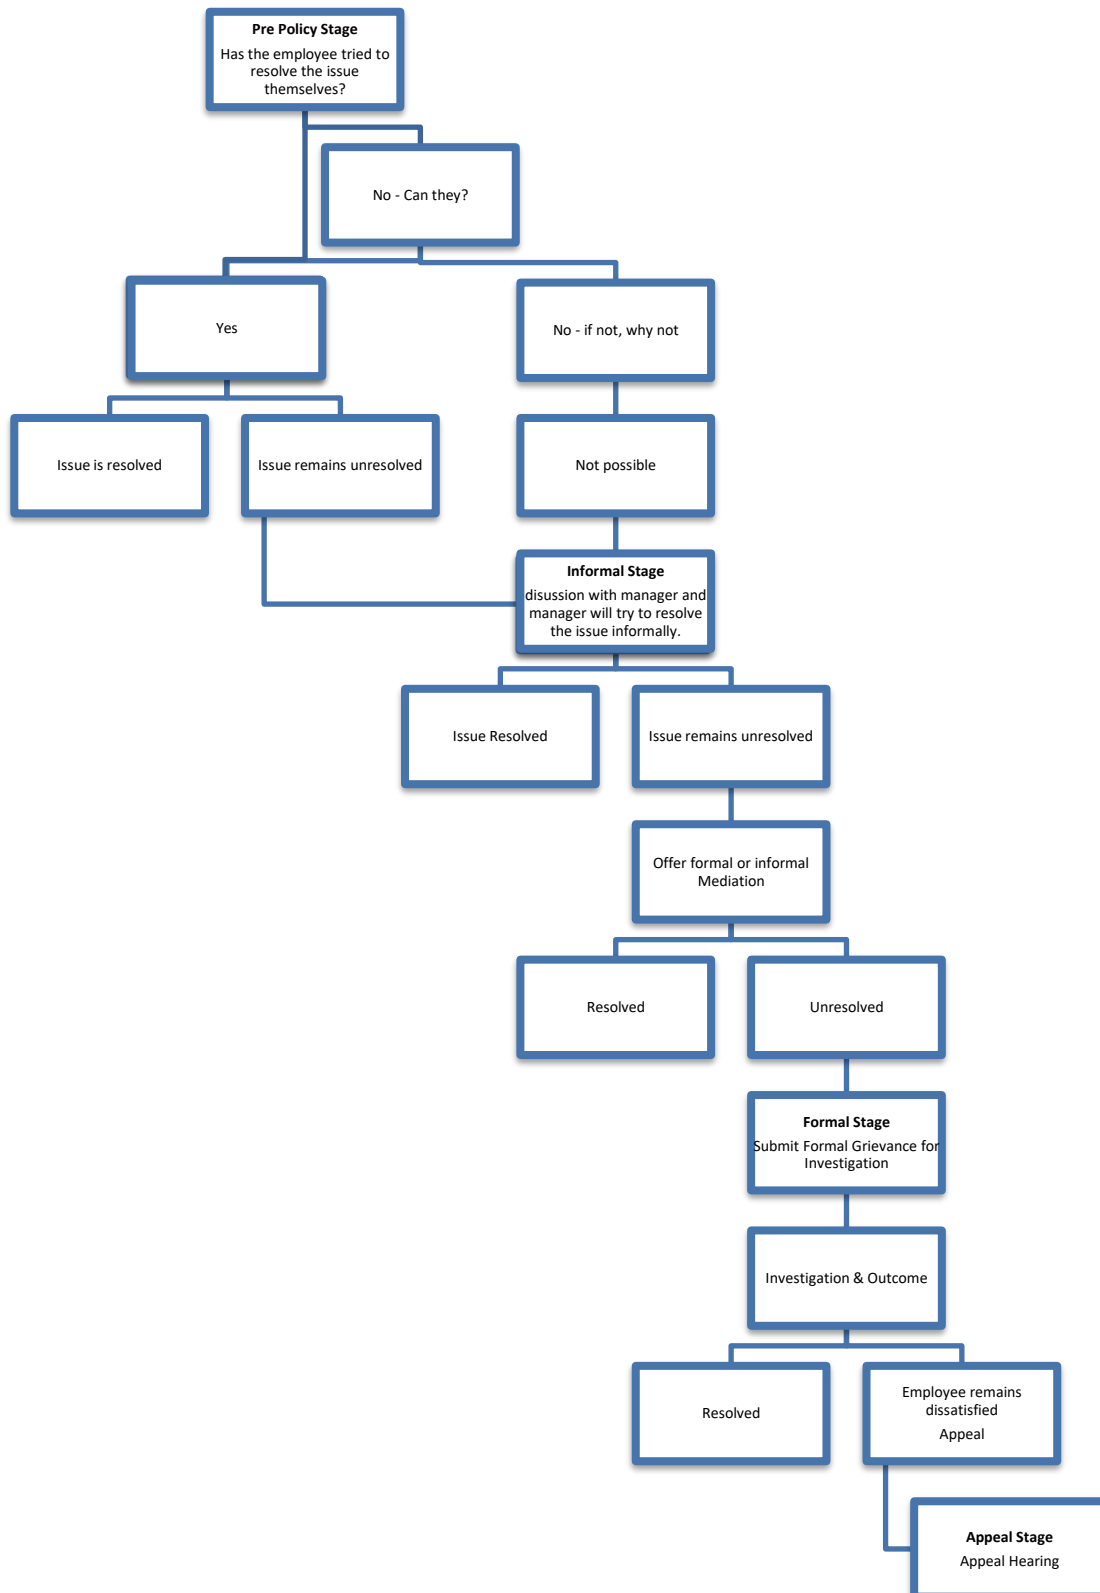 Pre Policy Stage
Has the employee tried to
resolve the issue
themselves?
No - Can they?
Yes
No - if not, why not
Issue is resolved
Issue remains unresolved
Not possible
Informal Stage
disussion with manager and
manager will try to resolve
the issue informally.
Issue Resolved
Issue remains unresolved
Offer formal or informal
Mediation
Resolved
Unresolved
Formal Stage
Submit Formal Grievance for
Investigation
Investigation & Outcome
Resolved
Employee remains
dissatisfied
Appeal
Appeal Stage
Appeal Hearing